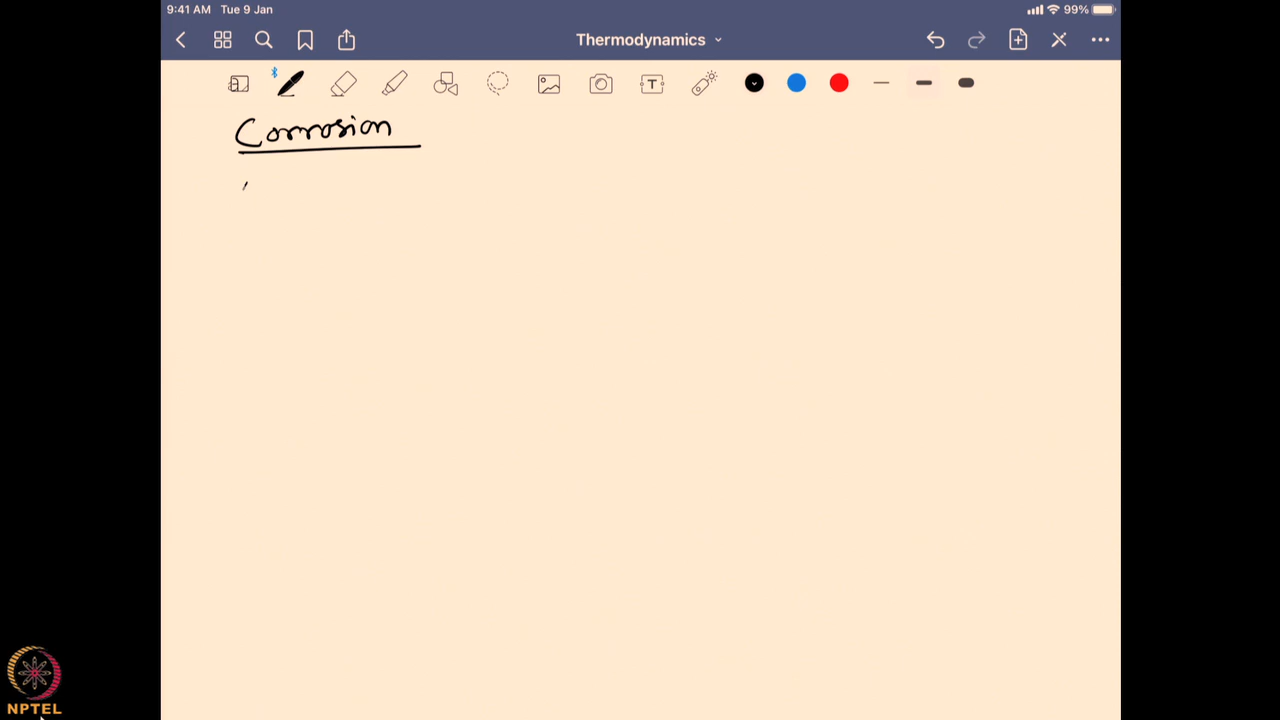 9:41 AM Tue 9 Jan 99%
Thermodynamics
T
Corrosion
NPTEL